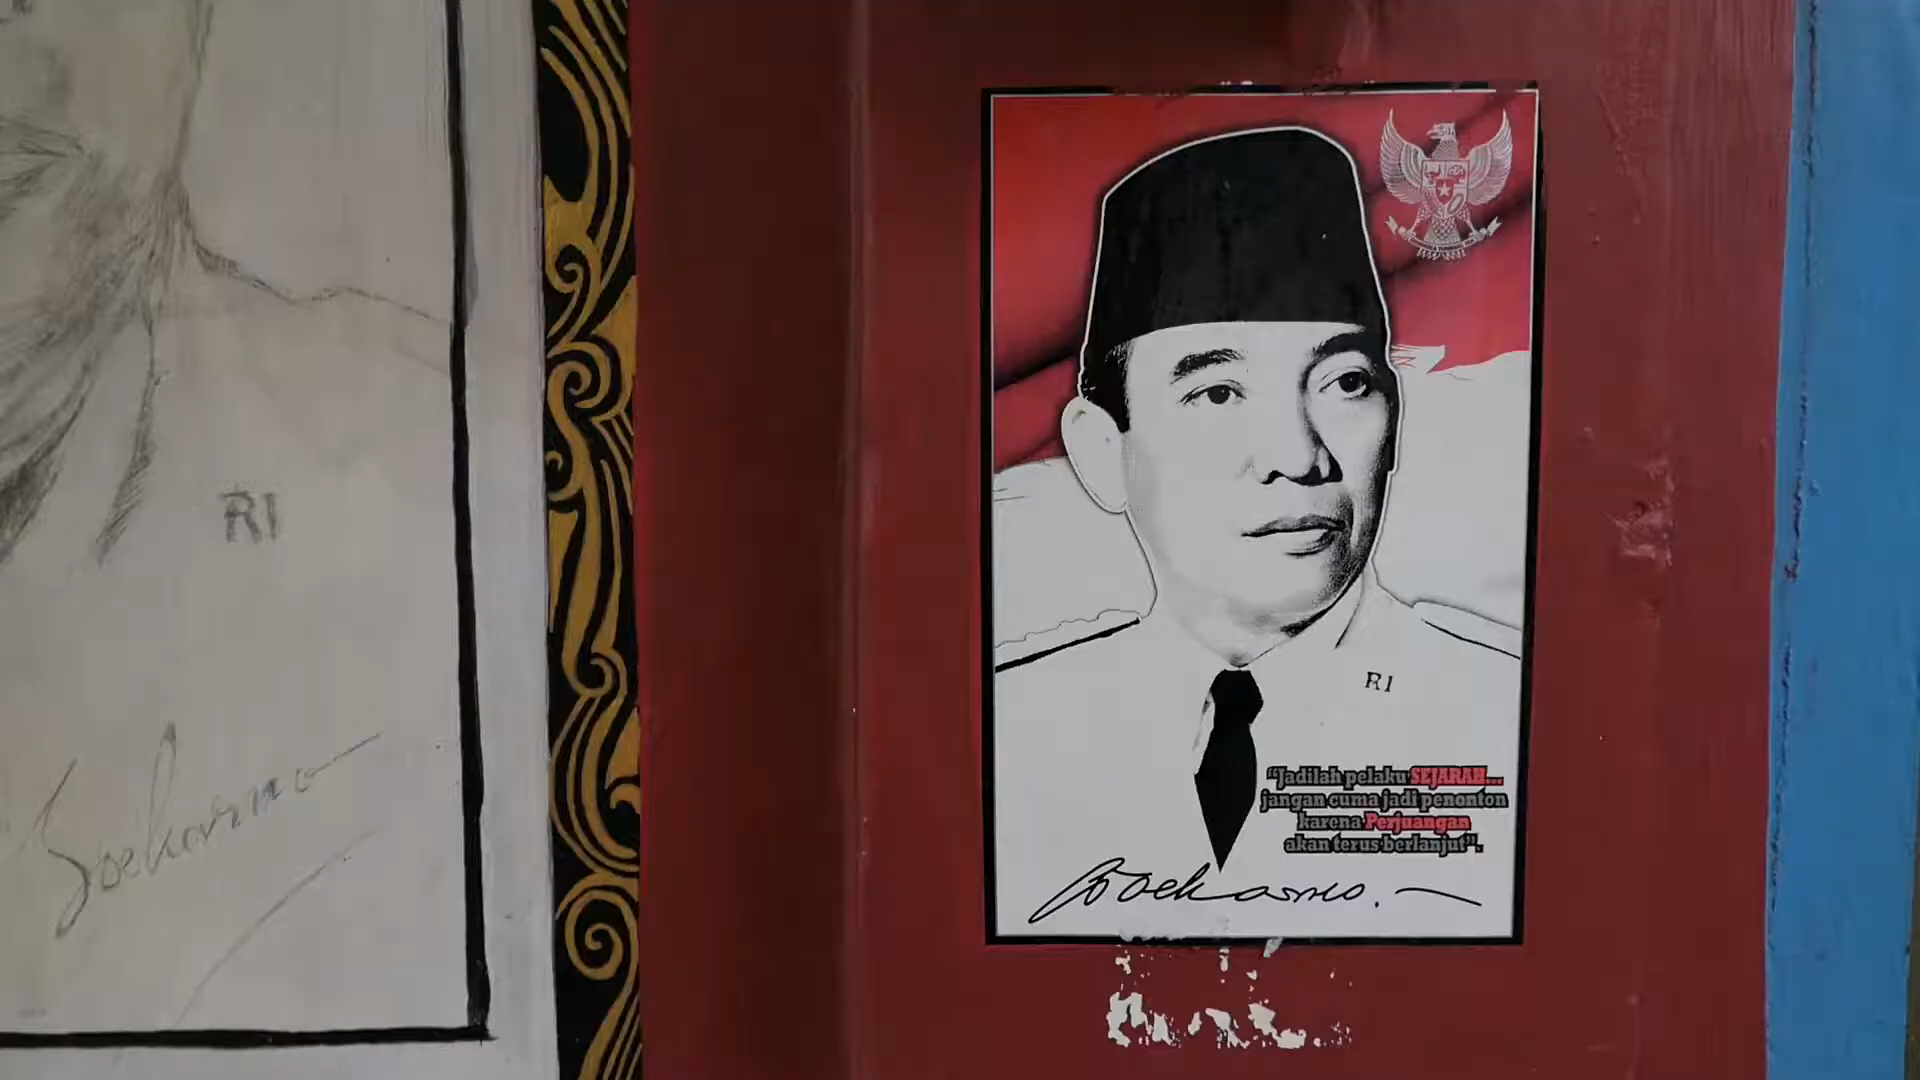 RI
Soekarno
RI
"Jadilah pelaku SEJARAH...
jangan cuma jadi penonton
karena Perjuangan
akan terus berlanjut".
Soekarno.